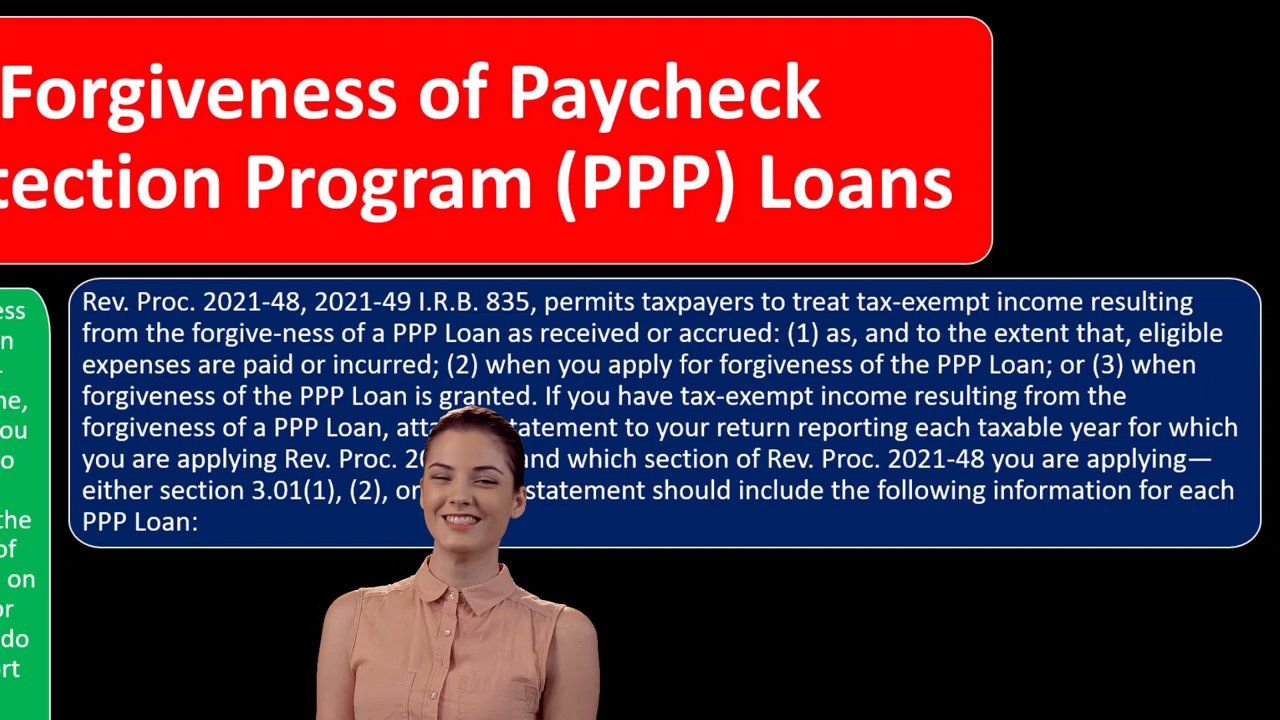 Forgiveness of Paycheck
tection Program (PPP) Loans
ess
n
ne,
ou
o
the
of
on
or
do
rt
Rev. Proc. 2021-48, 2021-49 I.R.B. 835, permits taxpayers to treat tax-exempt income resulting
from the forgive-ness of a PPP Loan as received or accrued: (1) as, and to the extent that, eligible
expenses are paid or incurred; (2) when you apply for forgiveness of the PPP Loan; or (3) when
forgiveness of the PPP Loan is granted. If you have tax-exempt income resulting from the
forgiveness of a PPP Loan, tatement to your return reporting each taxable year for which
you are applying Rev. Proc. and which section of Rev. Proc. 2021-48 you are applying—
either section 3.01(1), (2), or statement should include the following information for each
PPP Loan: